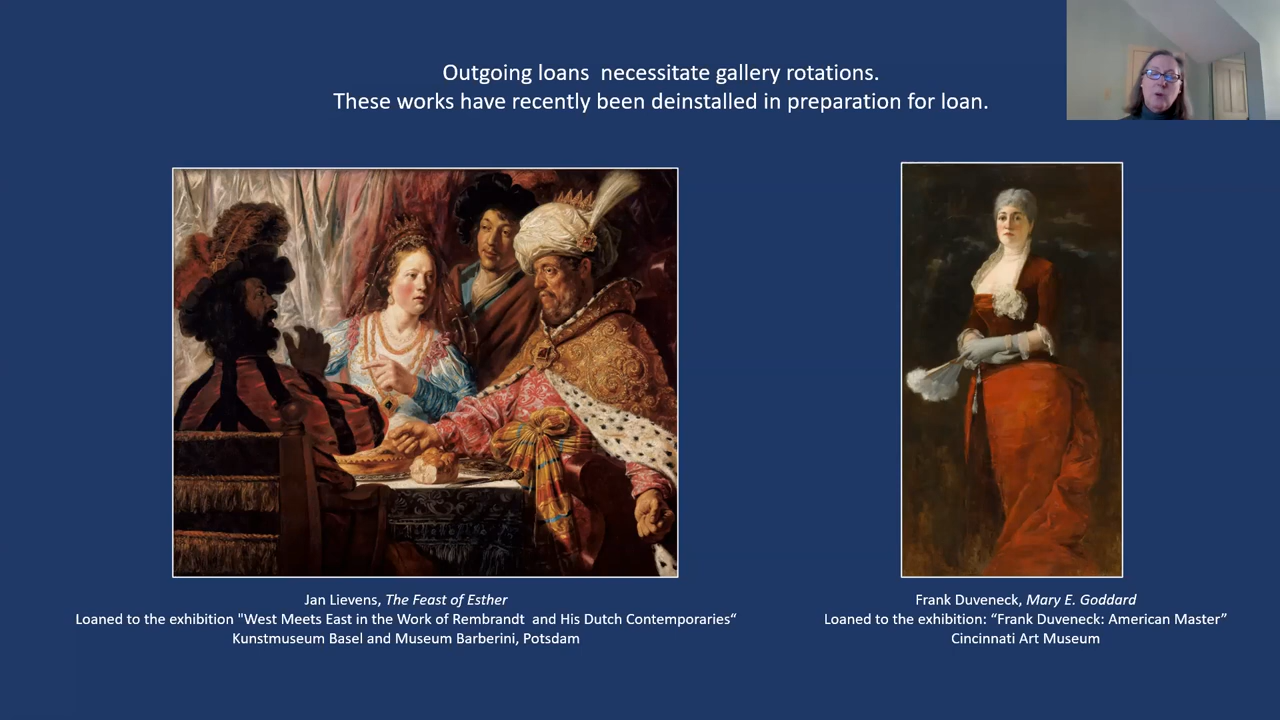 Outgoing loans  necessitate gallery rotations.
These works have recently been deinstalled in preparation for loan.
Jan Lievens, The Feast of Esther
Loaned to the exhibition "West Meets East in the Work of Rembrandt  and His Dutch Contemporaries“
Kunstmuseum Basel and Museum Barberini, Potsdam
Frank Duveneck, Mary E. Goddard
Loaned to the exhibition: “Frank Duveneck: American Master”
Cincinnati Art Museum